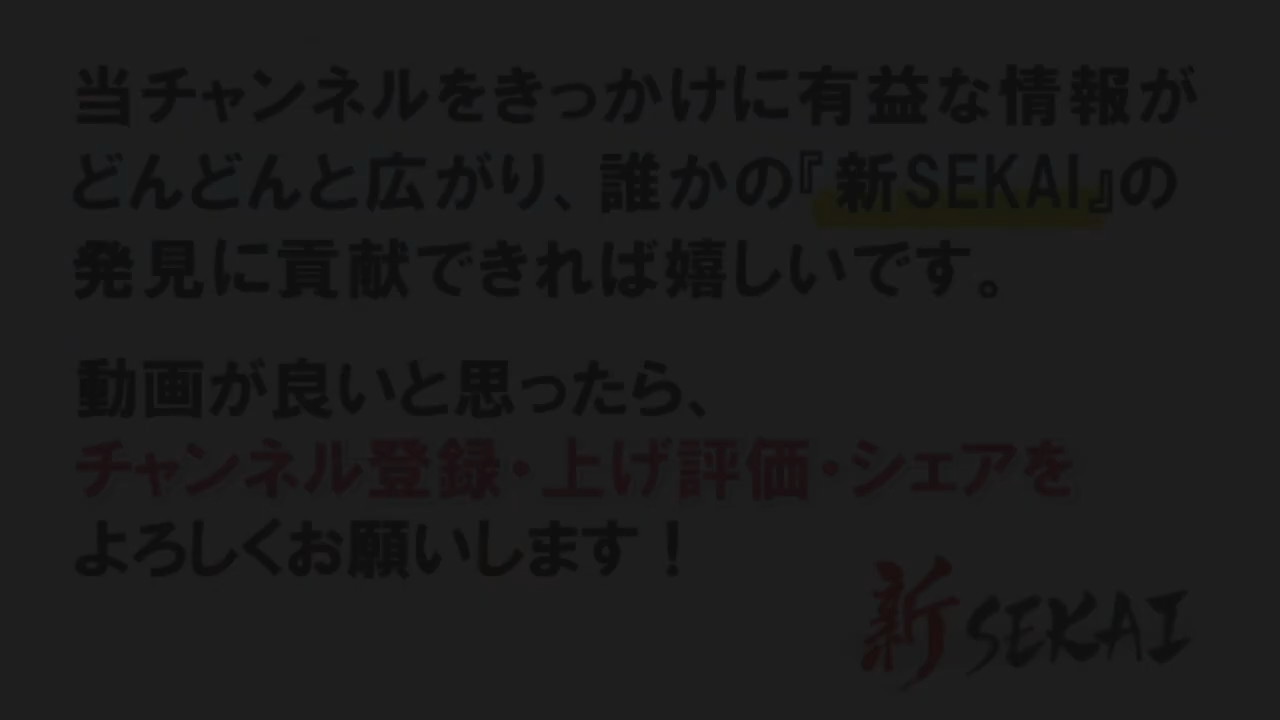 当チャンネルをきっかけに有益な情報が
どんどんと広がり、誰かの『新SEKAI』の
発見に貢献できれば嬉しいです。
動画が良いと思ったら、
チャンネル登録・上げ評価・シェアを
よろしくお願いします！
新SEKAI